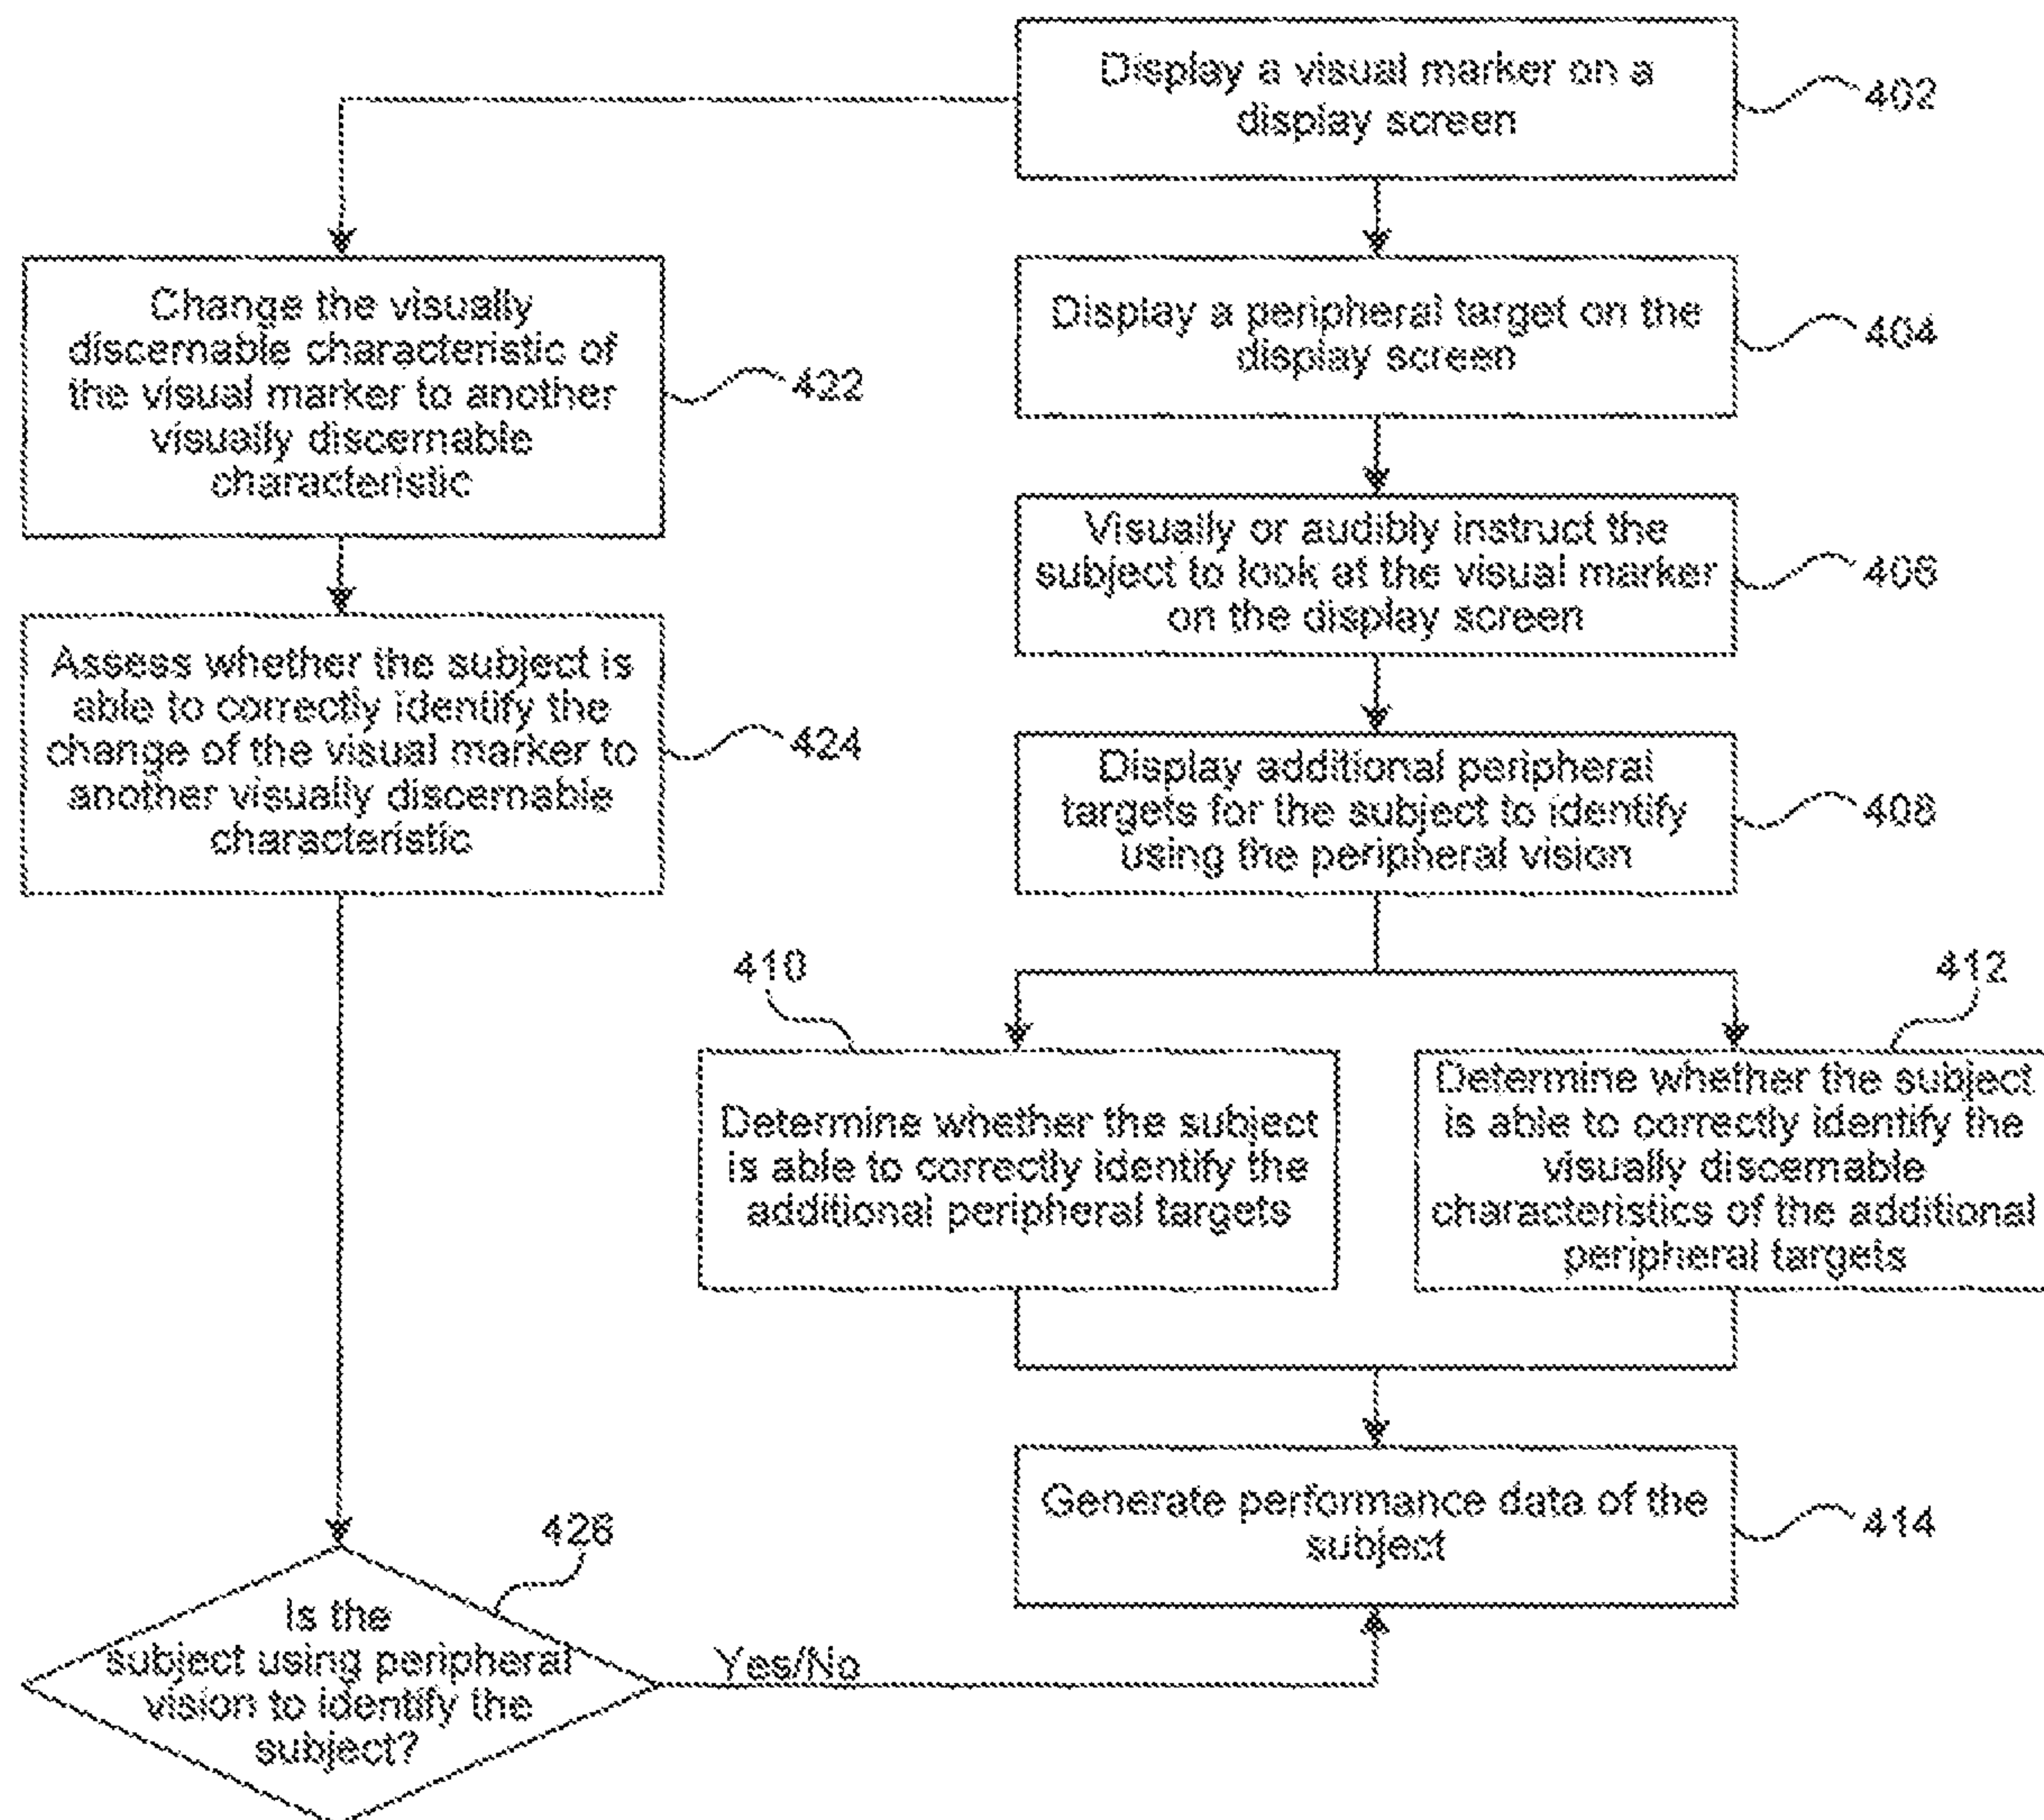 Display a visual marker on a
display screen
402
Change the visually
discernable characteristic of
the visual marker to another
visually discernable
characteristic
422
Display a peripheral target on the
display screen
404
Visually or audibly instruct the
subject to look at the visual marker
on the display screen
406
Assess whether the subject is
able to correctly identify the
change of the visual marker to
another visually discernable
characteristic
424
Display additional peripheral
targets for the subject to identify
using the peripheral vision
408
410
Determine whether the subject
is able to correctly identify the
additional peripheral targets
412
Determine whether the subject
is able to correctly identify the
visually discernable
characteristics of the additional
peripheral targets
Generate performance data of the
subject
414
426
Is the
subject using peripheral
vision to identify the
subject?
Yes/No